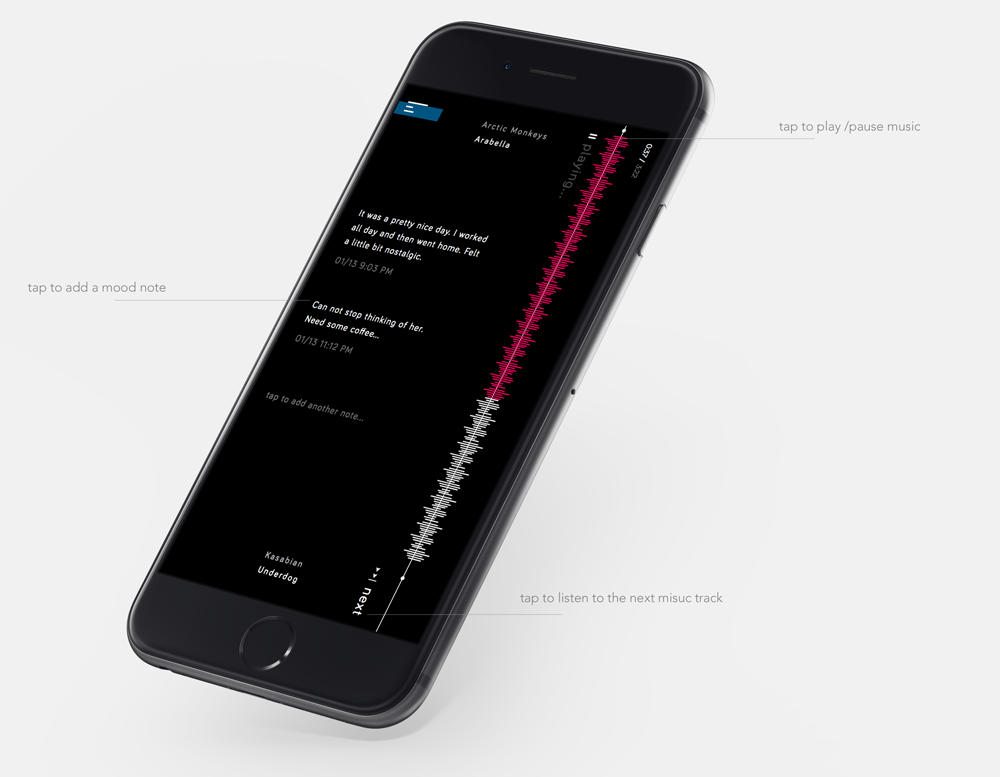 tap to play /pause music
Arctic Monkeys
Arabella
playing...
0:37 / 3:22
It was a pretty nice day. I worked
all day and then went home. Felt
a little bit nostalgic.
01/13 9:03 PM
tap to add a mood note
Can not stop thinking of her.
Need some coffee...
01/13 11:12 PM
tap to add another note...
Kasabian
Underdog
next
tap to listen to the next misuc track